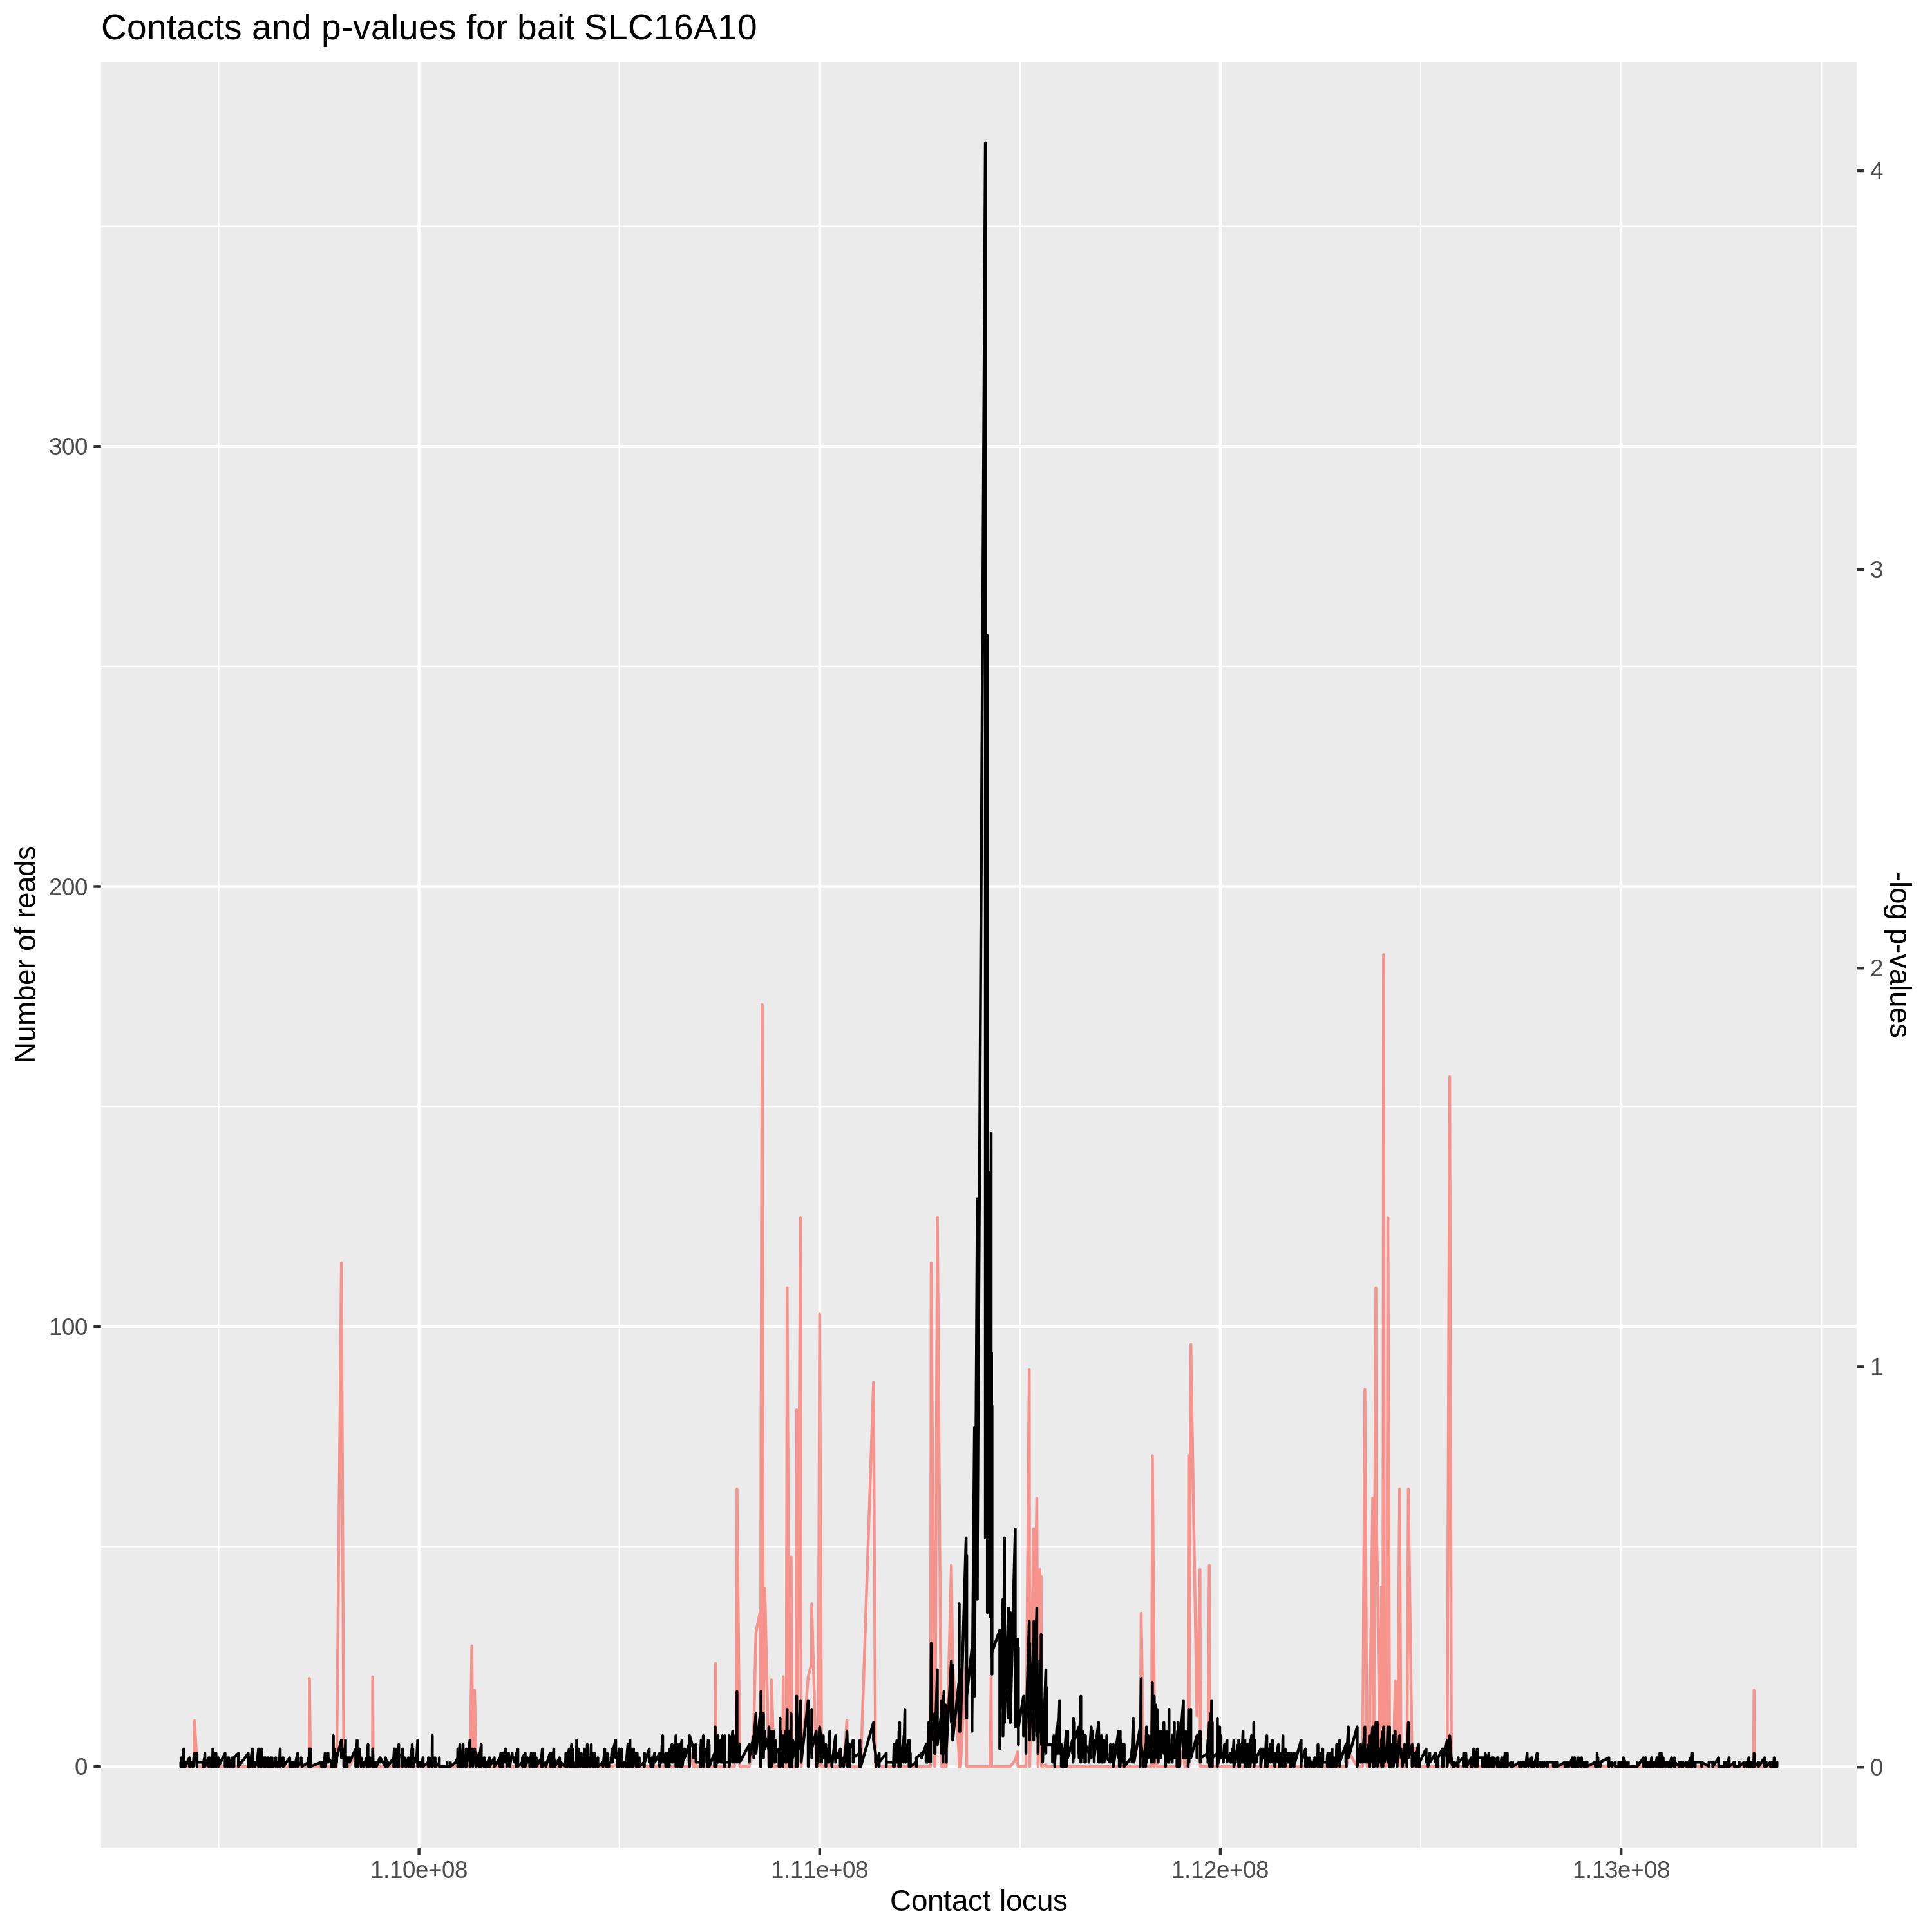 Contacts and p-values for bait SLC16A10
Number of reads
300
200
100
0
4
3
2
1
0
-log p-values
1.10e+08
1.11e+08
1.12e+08
1.13e+08
Contact locus